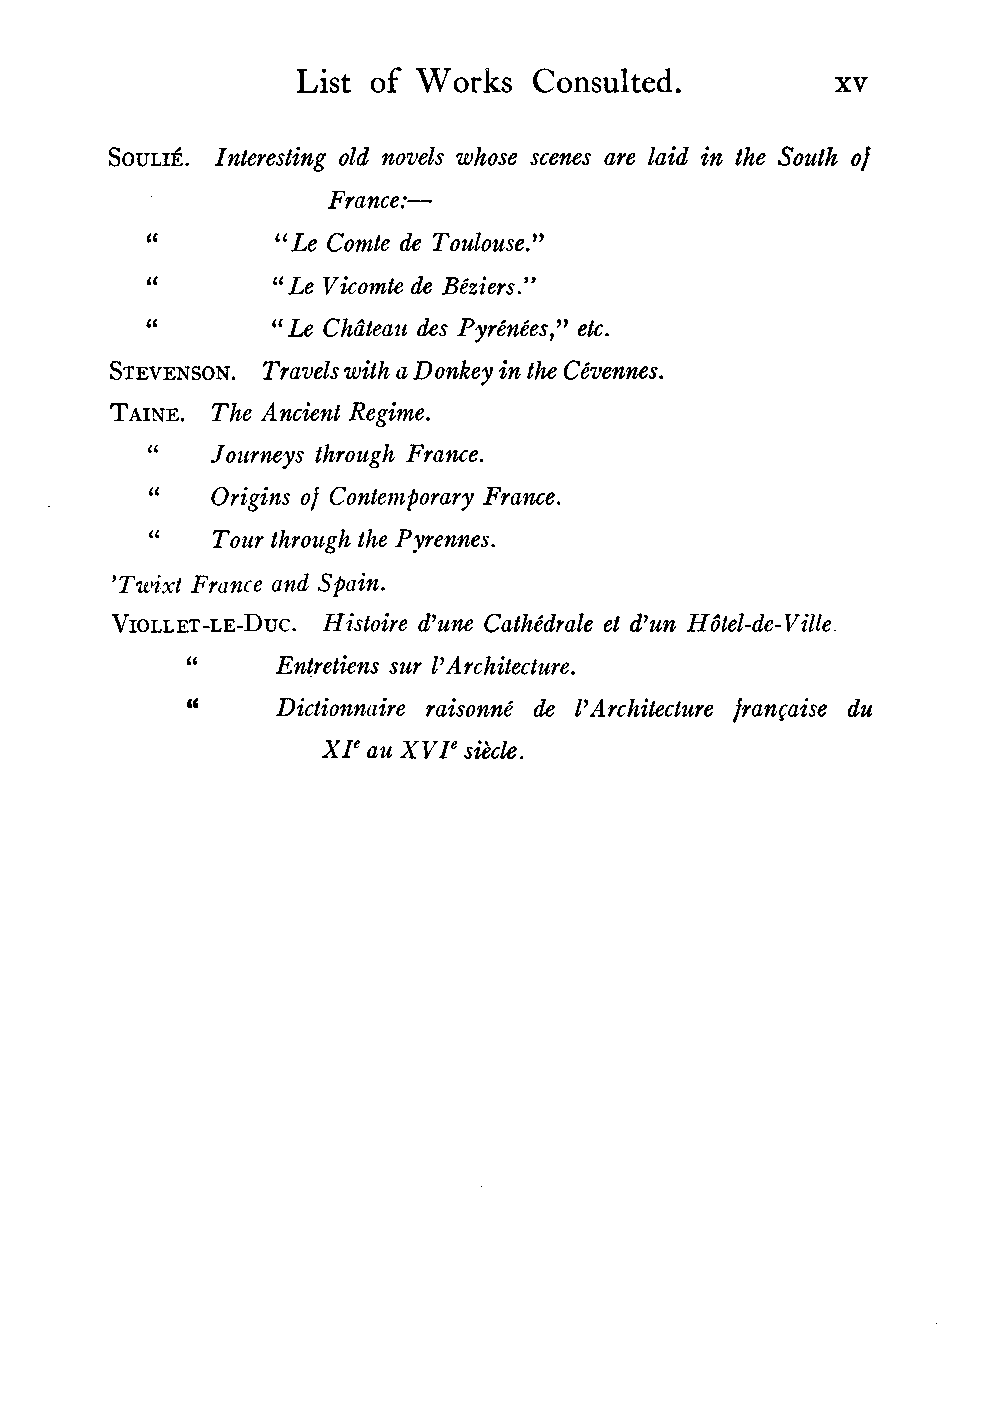 List of Works Consulted. xv
SOULIÉ. Interesting old novels whose scenes are laid in the South of
France:—
" "Le Comte de Toulouse."
" "Le Vicomte de Béziers."
" "Le Château des Pyrénées," etc.
STEVENSON. Travels with a Donkey in the Cévennes.
TAINE. The Ancient Regime.
" Journeys through France.
" Origins of Contemporary France.
" Tour through the Pyrennes.
'Twixt France and Spain.
VIOLLET-LE-DUC. Histoire d'une Cathédrale et d'un Hôtel-de-Ville.
" Entretiens sur l'Architecture.
" Dictionnaire raisonné de l'Architecture française du
XIe au XVIe siècle.